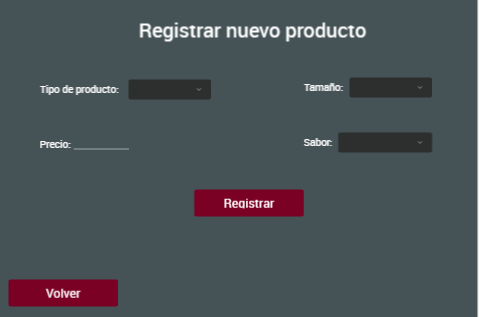 Registrar nuevo producto
Tipo de producto:
Tamaño:
Precio:
Sabor:
Registrar
Volver